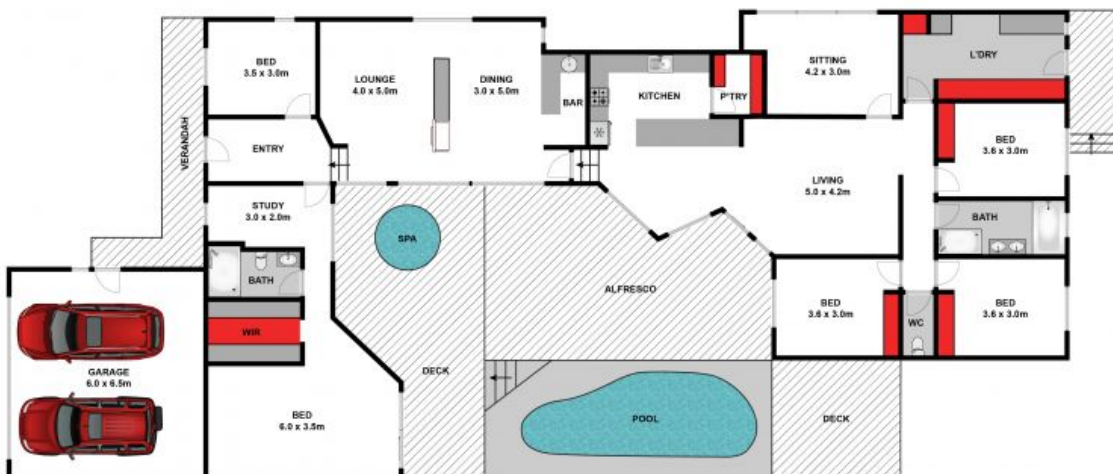 BED
3.5 x 3.0m
LOUNGE
4.0 x 5.0m
DINING
3.0 x 5.0m
BAR
KITCHEN
P'TRY
SITTING
4.2 x 3.0m
L'DRY
VERANDAH
ENTRY
BED
3.6 x 3.0m
LIVING
5.0 x 4.2m
STUDY
3.0 x 2.0m
SPA
BATH
BATH
ALFRESCO
BED
3.6 x 3.0m
WC
BED
3.6 x 3.0m
WIR
GARAGE
6.0 x 6.5m
DECK
BED
6.0 x 3.5m
POOL
DECK